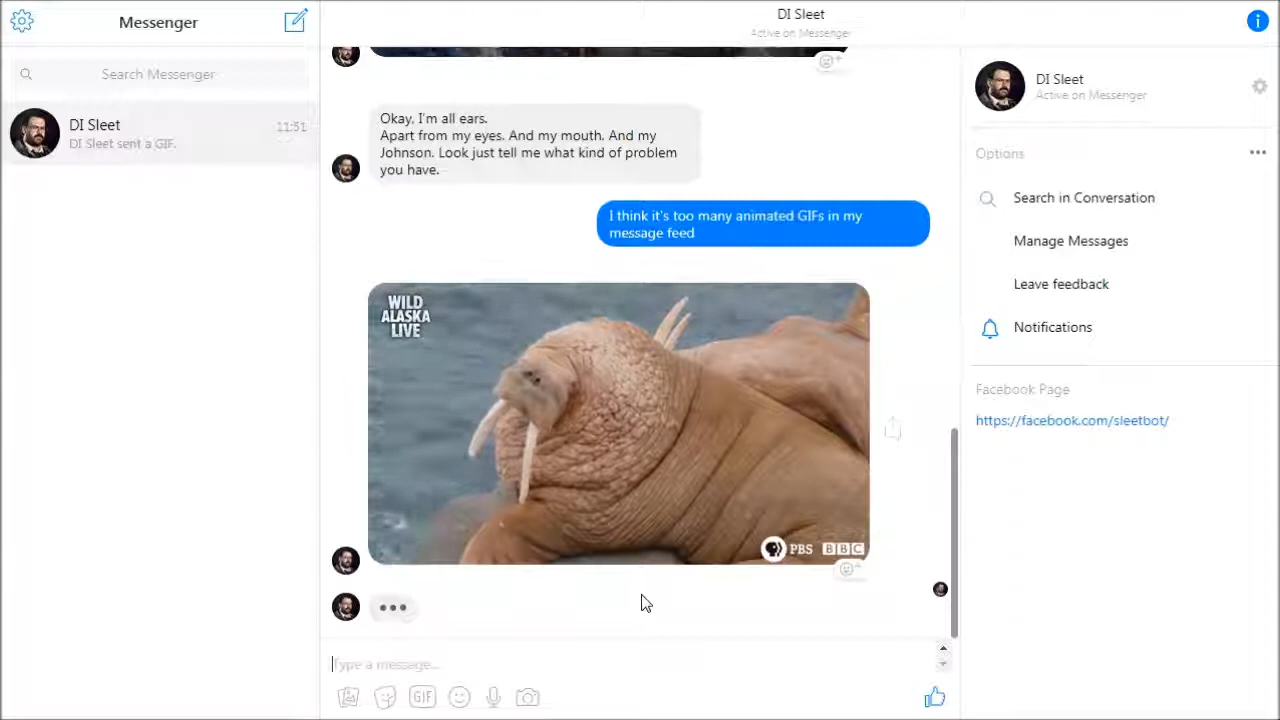 Messenger
Search Messenger
DI Sleet
11:51
DI Sleet sent a GIF.
DI Sleet
Active on Messenger
Okay, I'm all ears.
Apart from my eyes. And my mouth. And my
Johnson. Look just tell me what kind of problem
you have.
I think it's too many animated GIFs in my
message feed
WILD
ALASKA
LIVE
PBS BBC
Type a message...
GIF
DI Sleet
Active on Messenger
Options
Search in Conversation
Manage Messages
Leave feedback
Notifications
Facebook Page
https://facebook.com/sleetbot/